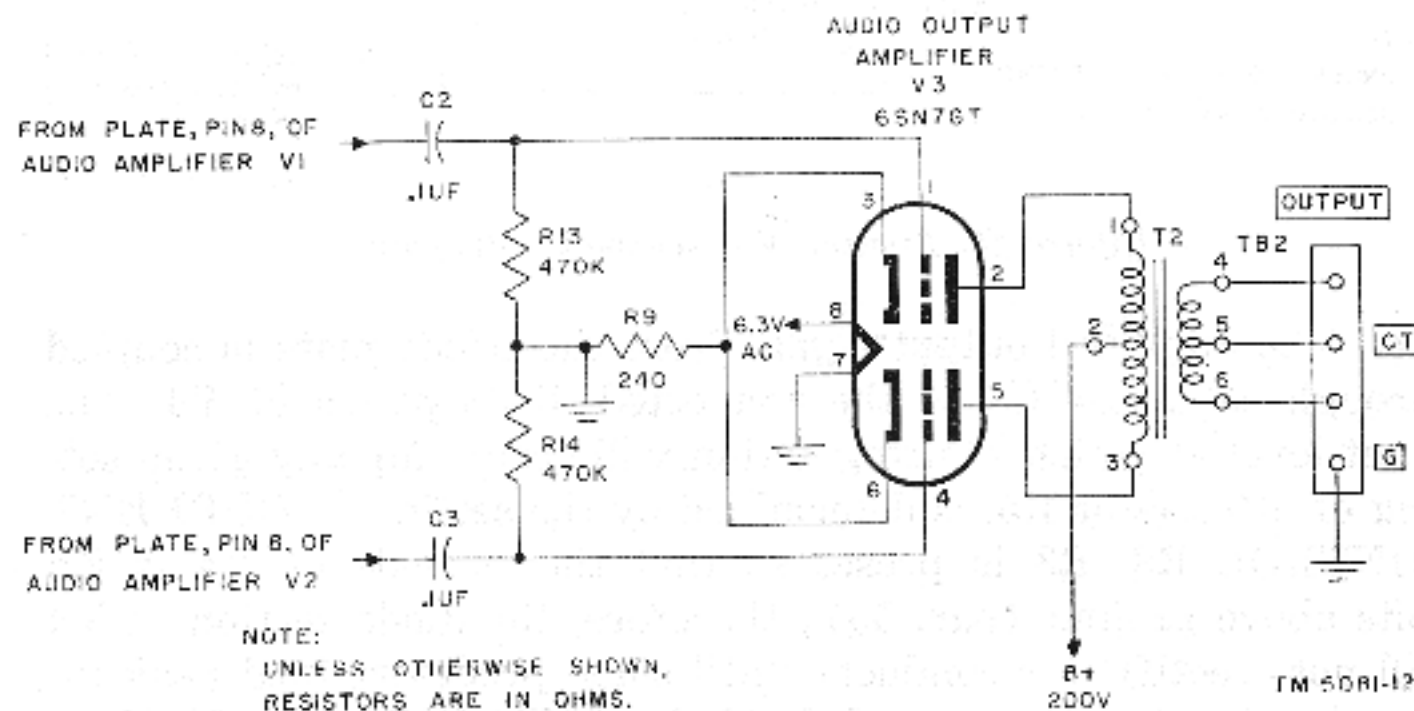 AUDIO OUTPUT
AMPLIFIER
V3
6SN7GT
C2
FROM PLATE, PIN 8, OF
AUDIO AMPLIFIER V1
.1UF
3
1
R13
470K
OUTPUT
1
T2
TB2
4
2
R9
8
6.3V
AC
2
5
CT
240
7
6
5
R14
470K
3
G
6
4
C3
FROM PLATE, PIN 8, OF
AUDIO AMPLIFIER V2
.1UF
NOTE:
UNLESS OTHERWISE SHOWN,
RESISTORS ARE IN OHMS.
B+
200V
TM 5081-12